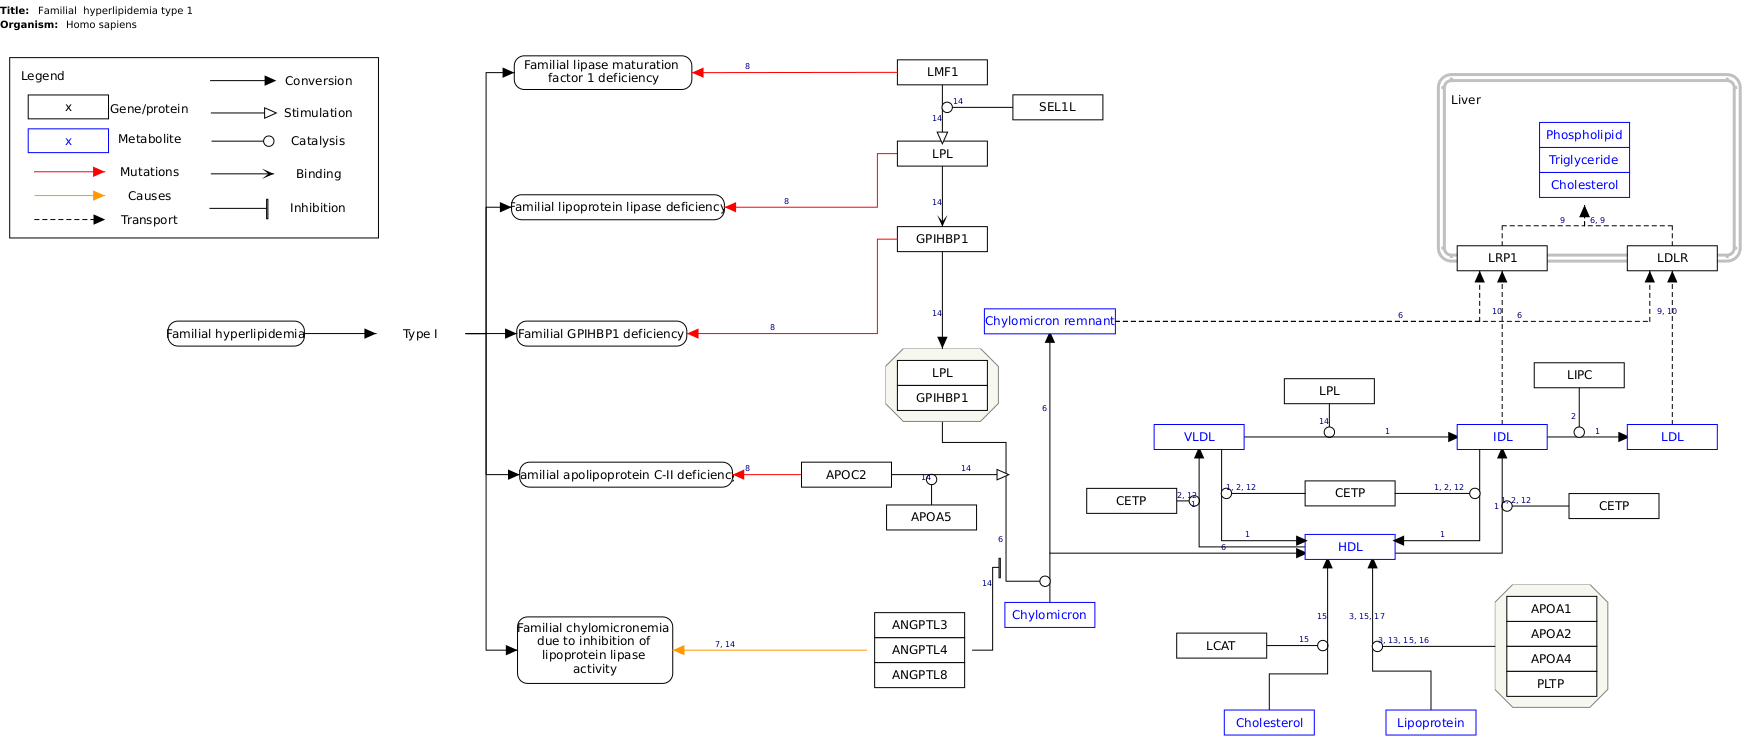 Title: Familial hyperlipidemia type 1
Organism: Homo sapiens
Legend
x
Gene/protein
x
Metabolite
Mutations
Causes
Transport
Conversion
Stimulation
Catalysis
Binding
Inhibition
Familial lipase maturation
factor 1 deficiency
8
LMF1
14
SEL1L
14
LPL
Familial lipoprotein lipase deficiency
8
14
GPIHBP1
Familial hyperlipidemia
Type I
Familial GPIHBP1 deficiency
8
14
LPL
GPIHBP1
Familial apolipoprotein C-II deficiency
8
APOC2
14
14
APOA5
Familial chylomicronemia
due to inhibition of
lipoprotein lipase
activity
7, 14
ANGPTL3
ANGPTL4
ANGPTL8
14
6
Chylomicron
6
6
Chylomicron remnant
6
6
Liver
Phospholipid
Triglyceride
Cholesterol
9
6, 9
LRP1
LDLR
10
9, 10
LPL
14
LIPC
2
VLDL
1
IDL
1
LDL
CETP
2, 12
1
1, 2, 12
CETP
1, 2, 12
1
1, 2, 12
CETP
1
1
HDL
15
3, 15, 17
LCAT
15
3, 13, 15, 16
APOA1
APOA2
APOA4
PLTP
Cholesterol
Lipoprotein